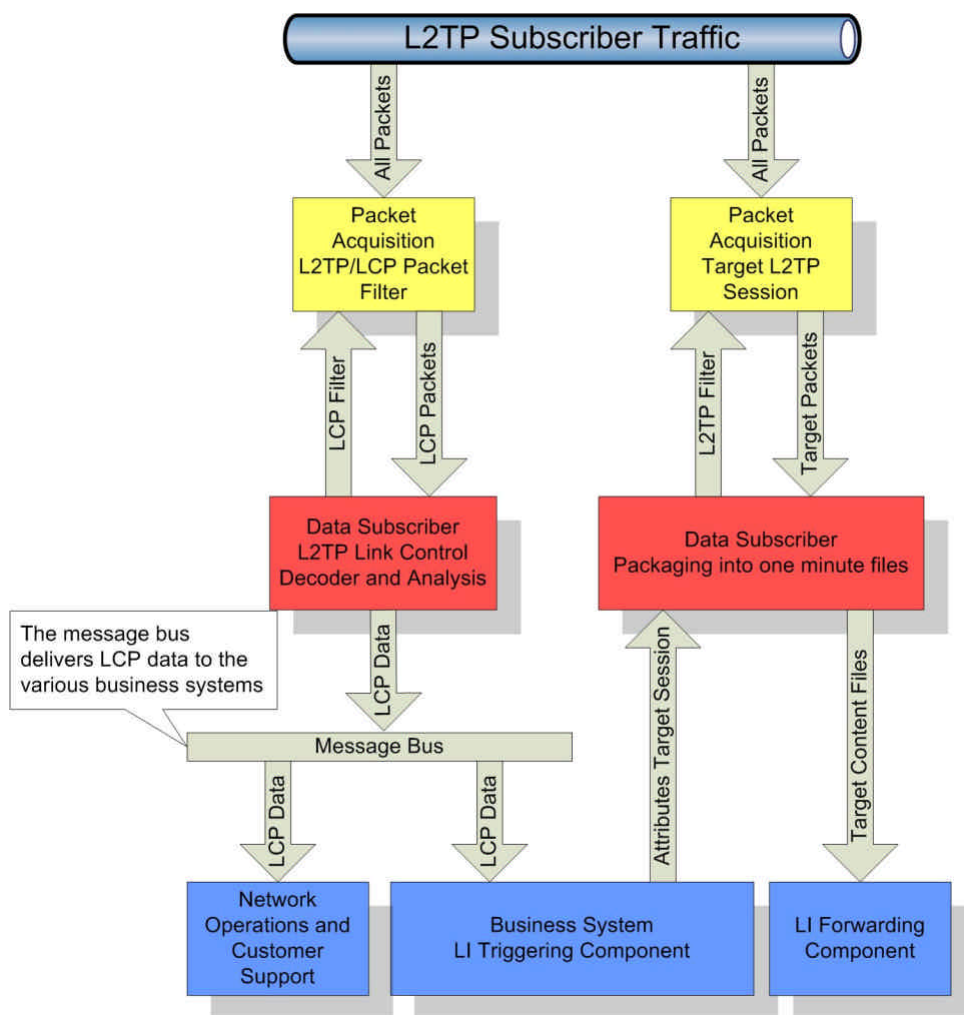 L2TP Subscriber Traffic
All Packets
All Packets
Packet
Acquisition
L2TP/LCP Packet
Filter
Packet
Acquisition
Target L2TP
Session
LCP Filter
LCP Packets
L2TP Filter
Target Packets
Data Subscriber
L2TP Link Control
Decoder and Analysis
Data Subscriber
Packaging into one minute files
The message bus
delivers LCP data to the
various business systems
LCP Data
Message Bus
LCP Data
LCP Data
Attributes Target Session
Target Content Files
Network
Operations and
Customer
Support
Business System
LI Triggering Component
LI Forwarding
Component